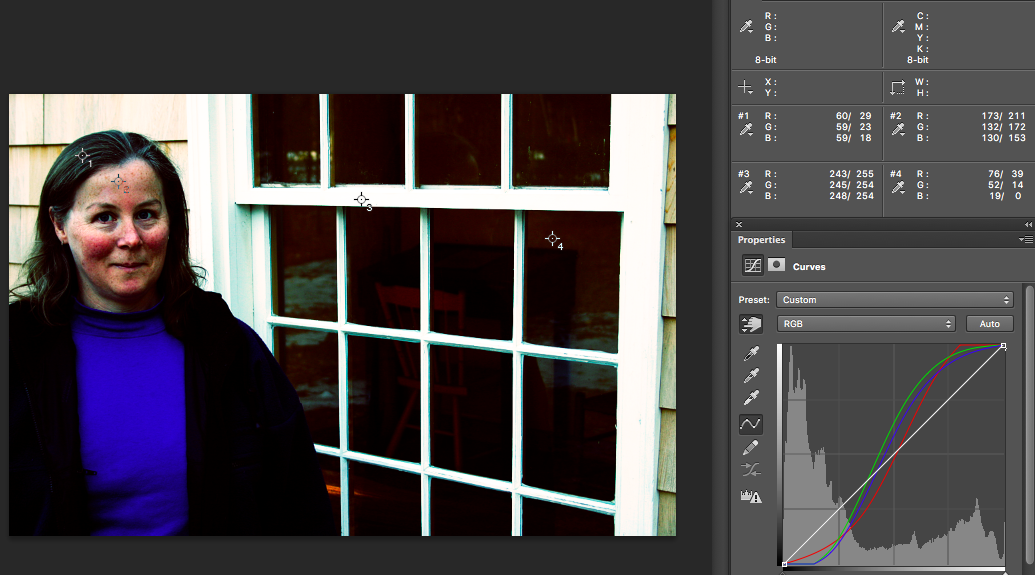 R : C :
G : M :
B : Y :
K :
8-bit 8-bit
X : W :
Y : H :
#1 R : 60/ 29 #2 R : 173/ 211
G : 59/ 23 G : 132/ 172
B : 59/ 18 B : 130/ 153
#3 R : 243/ 255 #4 R : 76/ 39
G : 245/ 254 G : 52/ 14
B : 248/ 254 B : 19/ 0
1
2
3
4
Properties
Curves
Preset: Custom
RGB Auto